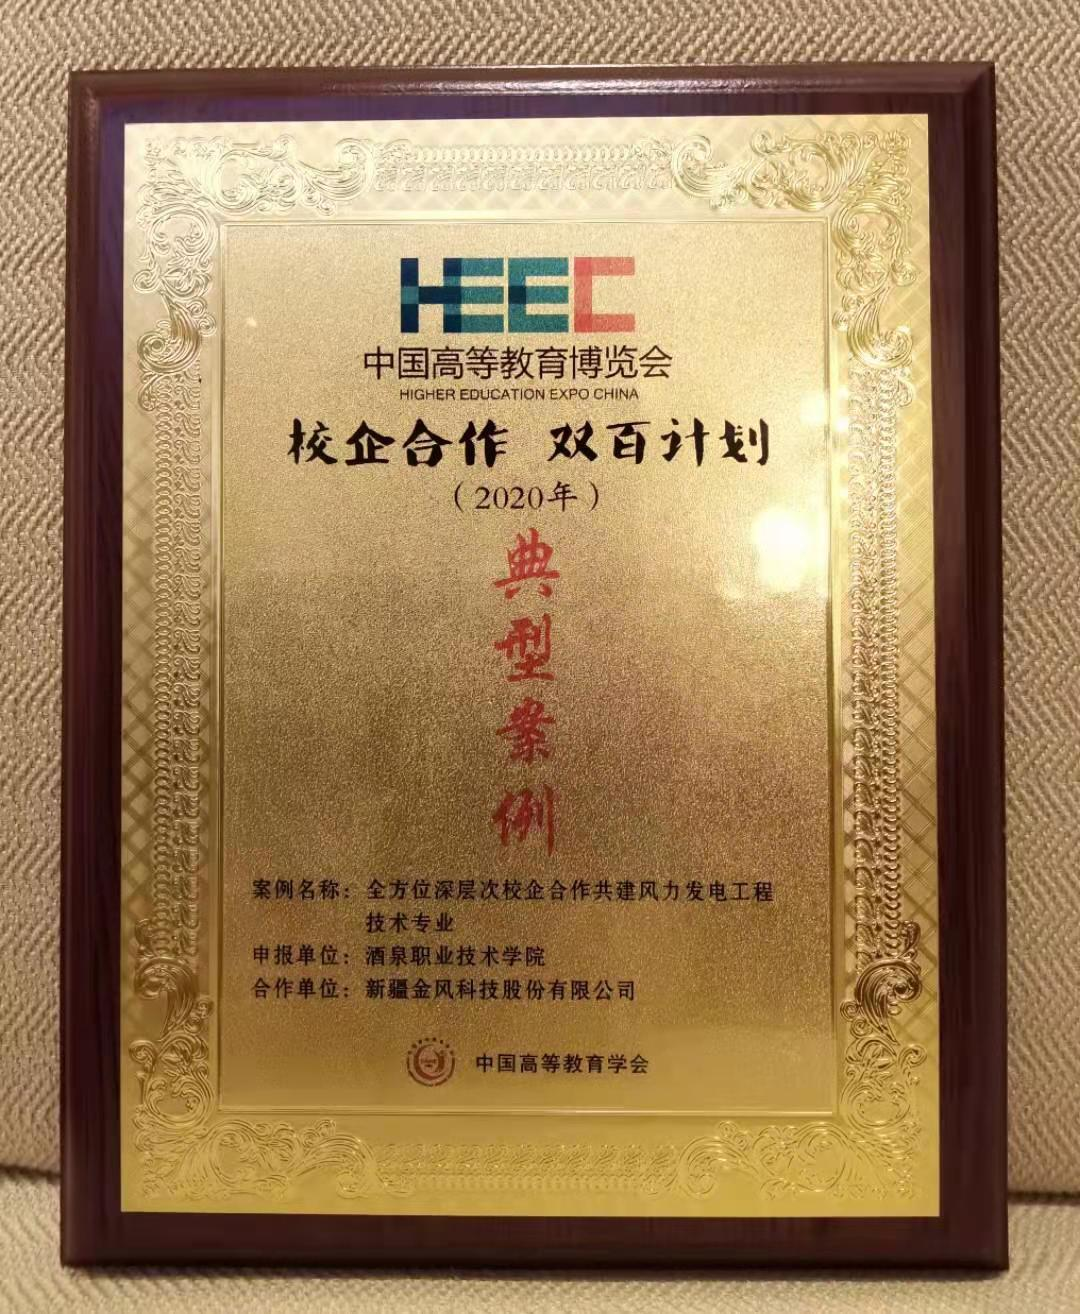 HEEC
中国高等教育博览会
HIGHER EDUCATION EXPO CHINA
校企合作 双百计划
（2020年）
典型案例
案例名称：全方位深层次校企合作共建风力发电工程
技术专业
申报单位：酒泉职业技术学院
合作单位：新疆金风科技股份有限公司
中国高等教育学会